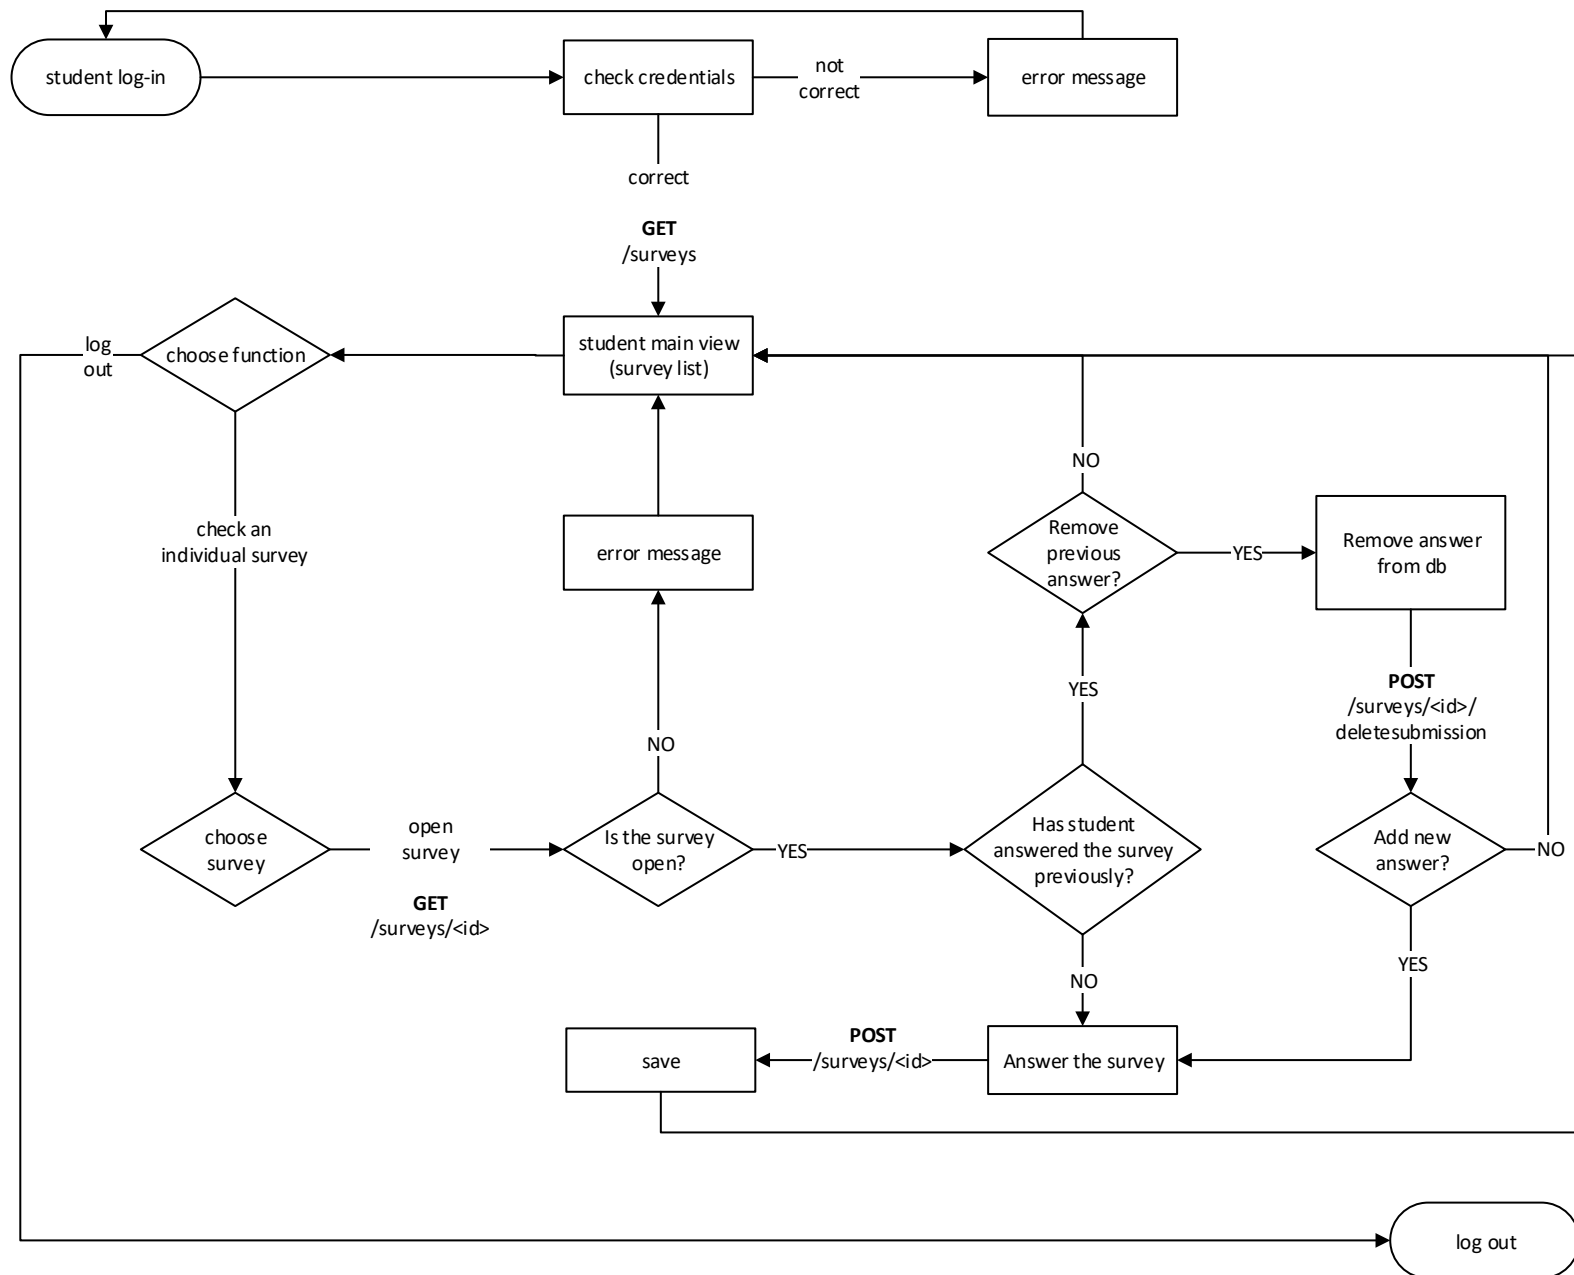 student log-in
check credentials
not
correct
error message
correct
GET
/surveys
log
out
choose function
student main view
(survey list)
NO
check an
individual survey
error message
Remove
previous
answer?
YES
Remove answer
from db
YES
POST
/surveys/<id>/
deletesubmission
NO
choose
survey
open
survey
GET
/surveys/<id>
Is the survey
open?
YES
Has student
answered the survey
previously?
Add new
answer?
NO
YES
NO
save
POST
/surveys/<id>
Answer the survey
log out